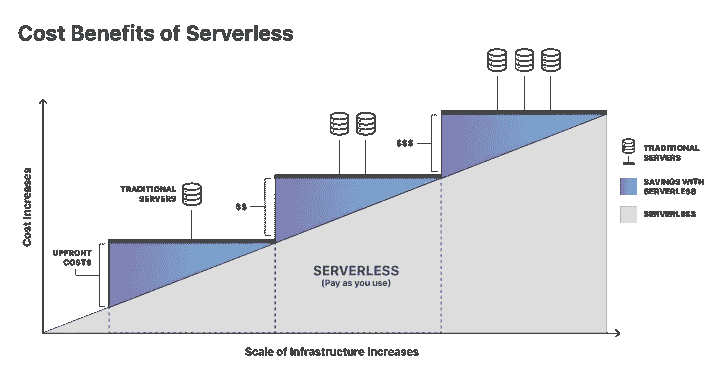 Cost Benefits of Serverless
$$$
TRADITIONAL
SERVERS
SAVINGS WITH
SERVERLESS
SERVERLESS
TRADITIONAL
SERVERS
$$
Cost Increases
UPFRONT
COSTS
SERVERLESS
(Pay as you use)
Scale of Infrastructure Increases